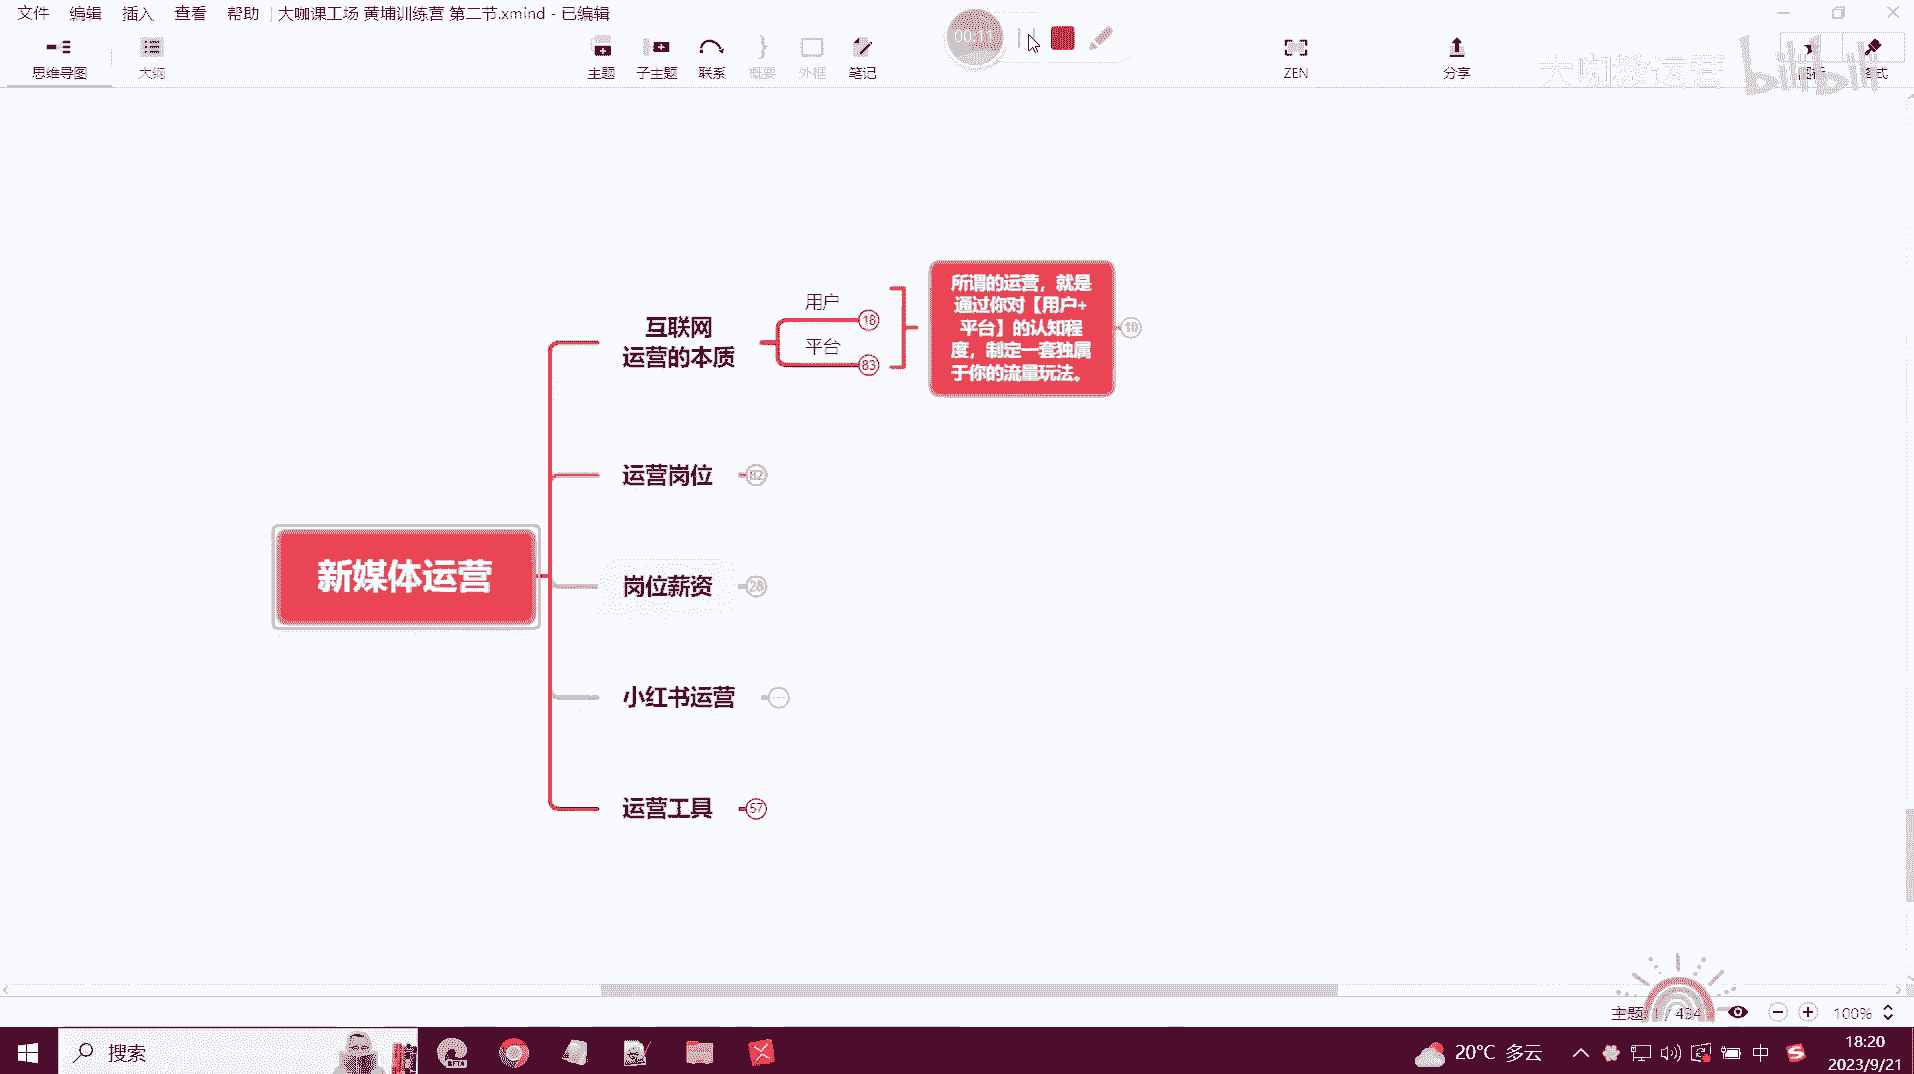 文件 编辑 插入 查看 帮助 大咖课工场 黄埔训练营 第二节.xmind - 已编辑
思维导图 大纲 主题 子主题 联系 概要 外框 笔记 ZEN 分享
00:11
bilibili
新媒体运营
互联网
运营的本质
用户
18
平台
83
所谓的运营，就是
通过你对【用户+
平台】的认知程
度，制定一套独属
于你的流量玩法。
10
运营岗位
82
岗位薪资
28
小红书运营
运营工具
57
主题: 1 / 434
100%
搜索
BETA
20°C 多云
中
18:20
2023/9/21